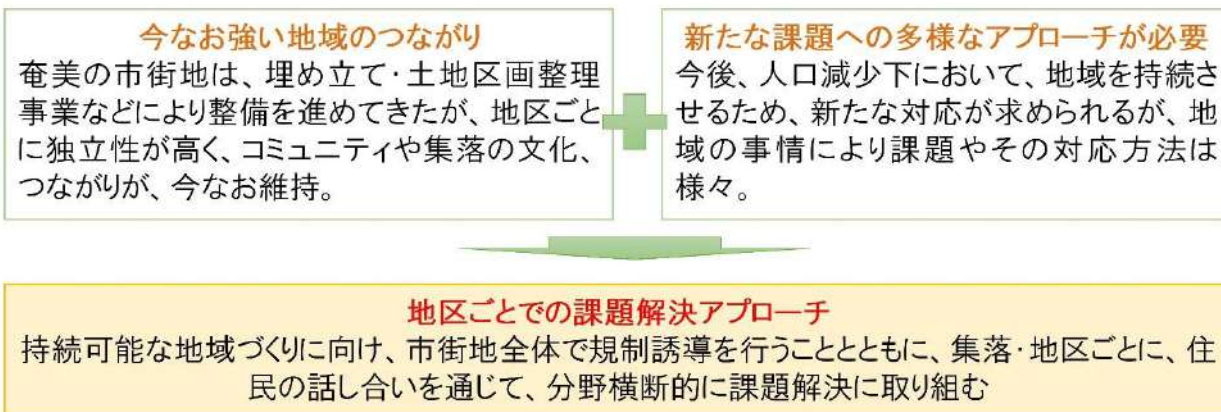 今なお強い地域のつながり
奄美の市街地は、埋め立て・土地区画整理
事業などにより整備を進めてきたが、地区ごと
に独立性が高く、コミュニティや集落の文化、
つながりが、今なお維持。
新たな課題への多様なアプローチが必要
今後、人口減少下において、地域を持続さ
せるため、新たな対応が求められるが、地
域の事情により課題やその対応方法は
様々。
地区ごとでの課題解決アプローチ
持続可能な地域づくりに向け、市街地全体で規制誘導を行うこととともに、集落・地区ごとに、住
民の話し合いを通じて、分野横断的に課題解決に取り組む